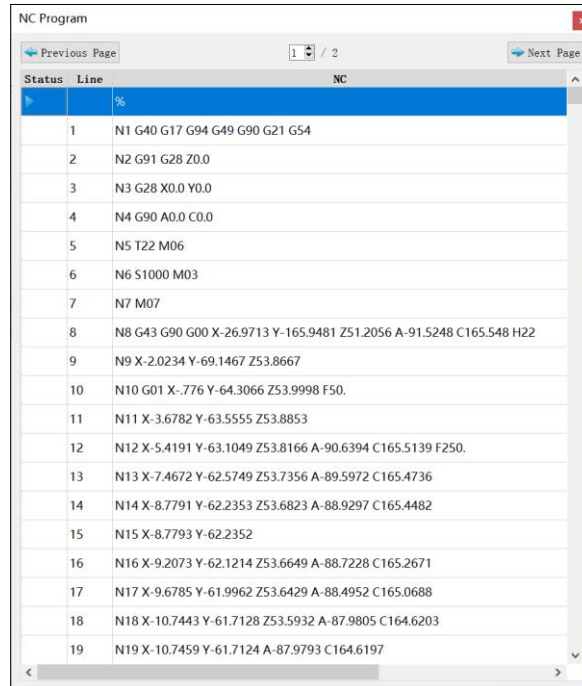 NC Program
Previous Page 1 / 2 Next Page
Status Line NC
%
1 N1 G40 G17 G94 G49 G90 G21 G54
2 N2 G91 G28 Z0.0
3 N3 G28 X0.0 Y0.0
4 N4 G90 A0.0 C0.0
5 N5 T22 M06
6 N6 S1000 M03
7 N7 M07
8 N8 G43 G90 G00 X-26.9713 Y-165.9481 Z51.2056 A-91.5248 C165.548 H22
9 N9 X-2.0234 Y-69.1467 Z53.8667
10 N10 G01 X-.776 Y-64.3066 Z53.9998 F50.
11 N11 X-3.6782 Y-63.5555 Z53.8853
12 N12 X-5.4191 Y-63.1049 Z53.8166 A-90.6394 C165.5139 F250.
13 N13 X-7.4672 Y-62.5749 Z53.7356 A-89.5972 C165.4736
14 N14 X-8.7791 Y-62.2353 Z53.6823 A-88.9297 C165.4482
15 N15 X-8.7793 Y-62.2352
16 N16 X-9.2073 Y-62.1214 Z53.6649 A-88.7228 C165.2671
17 N17 X-9.6785 Y-61.9962 Z53.6429 A-88.4952 C165.0688
18 N18 X-10.7443 Y-61.7128 Z53.5932 A-87.9805 C164.6203
19 N19 X-10.7459 Y-61.7124 A-87.9793 C164.6197